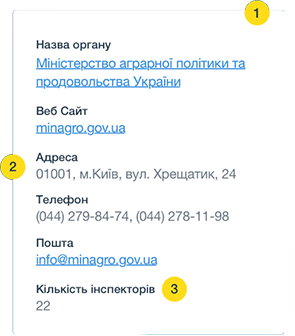 1
Назва органу
Міністерство аграрної політики та
продовольства України
Веб Сайт
minagro.gov.ua
2
Адреса
01001, м.Київ, вул. Хрещатик, 24
Телефон
(044) 279-84-74, (044) 278-11-98
Пошта
info@minagro.gov.ua
Кількість інспекторів 3
22